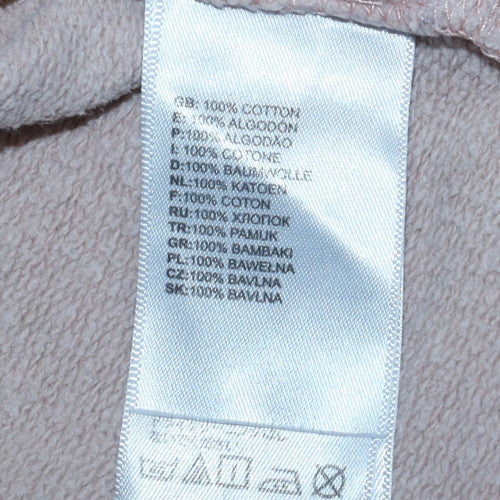 GB: 100% COTTON
E: 100% ALGODÓN
P: 100% ALGODÃO
I: 100% COTONE
D: 100% BAUMWOLLE
NL: 100% KATOEN
F: 100% COTON
RU: 100% ХЛОПОК
TR: 100% PAMUK
GR: 100% BAMBAKI
PL: 100% BAWEŁNA
CZ: 100% BAVLNA
SK: 100% BAVLNA